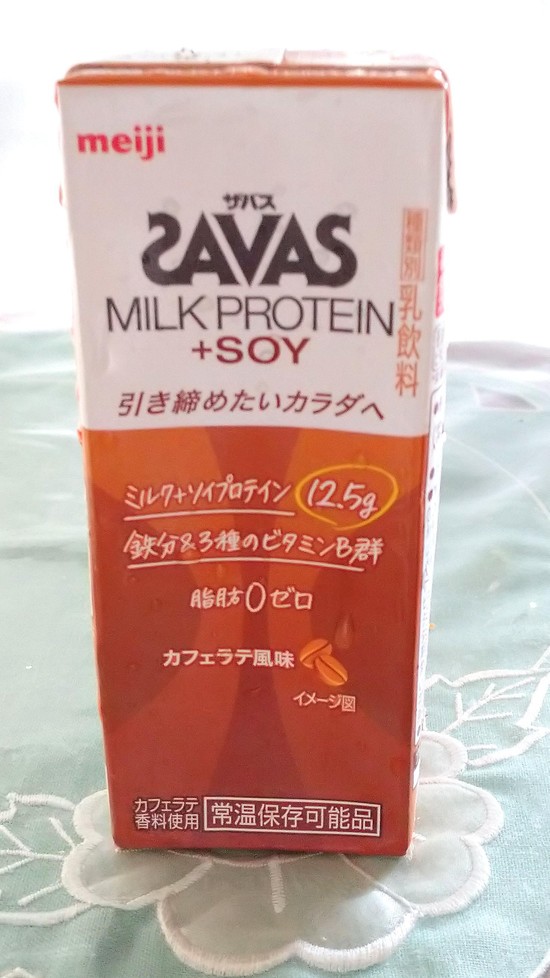 meiji
ザバス
SAVAS
MILK PROTEIN
+SOY
種類別 乳飲料
引き締めたいカラダへ
ミルク+ソイプロテイン 12.5g
鉄分&3種のビタミンB群
脂肪0ゼロ
カフェラテ風味
イメージ図
カフェラテ
香料使用
常温保存可能品